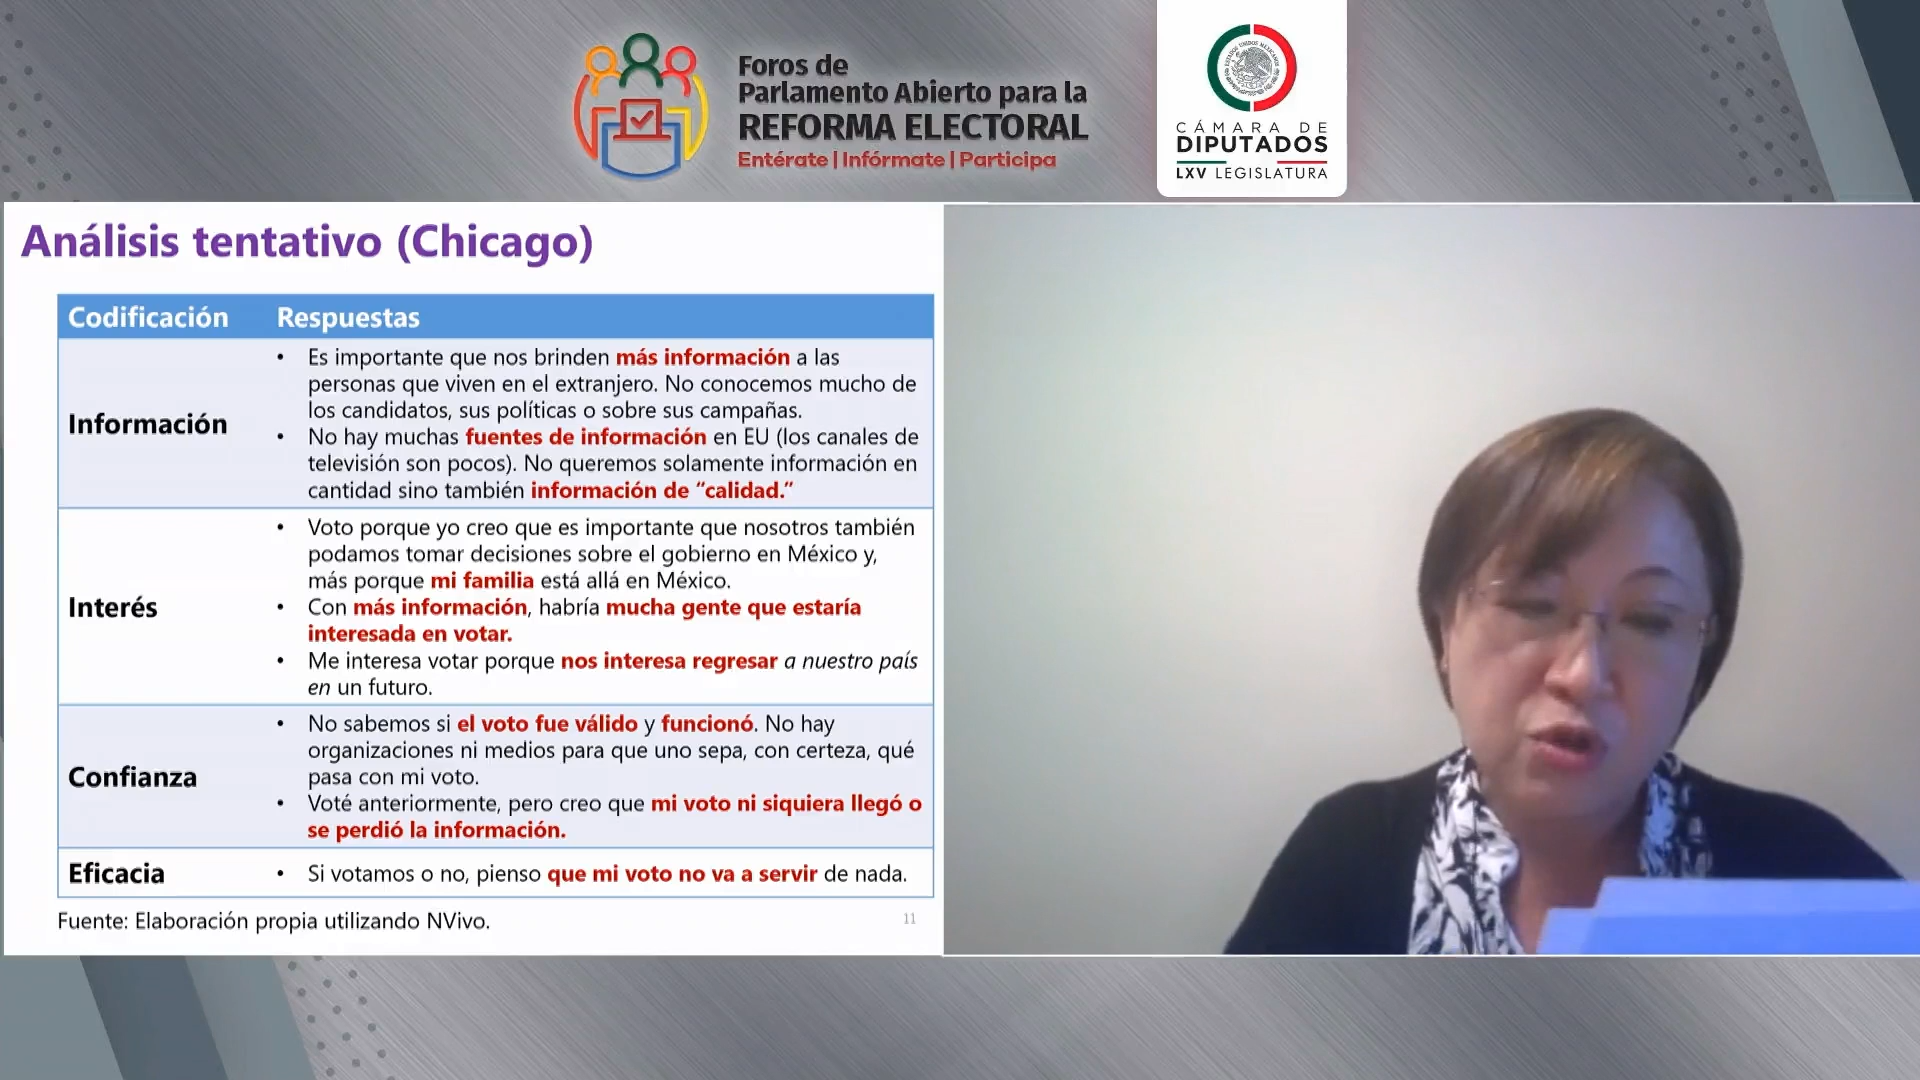 Foros de
Parlamento Abierto para la
REFORMA ELECTORAL
Entérate | Infórmate | Participa
CÁMARA DE
DIPUTADOS
LXV LEGISLATURA
Análisis tentativo (Chicago)
Codificación Respuestas
Información
• Es importante que nos brinden más información a las
personas que viven en el extranjero. No conocemos mucho de
los candidatos, sus políticas o sobre sus campañas.
• No hay muchas fuentes de información en EU (los canales de
televisión son pocos). No queremos solamente información en
cantidad sino también información de “calidad.”
Interés
• Voto porque yo creo que es importante que nosotros también
podamos tomar decisiones sobre el gobierno en México y,
más porque mi familia está allá en México.
• Con más información, habría mucha gente que estaría
interesada en votar.
• Me interesa votar porque nos interesa regresar a nuestro país
en un futuro.
Confianza
• No sabemos si el voto fue válido y funcionó. No hay
organizaciones ni medios para que uno sepa, con certeza, qué
pasa con mi voto.
• Voté anteriormente, pero creo que mi voto ni siquiera llegó o
se perdió la información.
Eficacia
• Si votamos o no, pienso que mi voto no va a servir de nada.
Fuente: Elaboración propia utilizando NVivo.
11